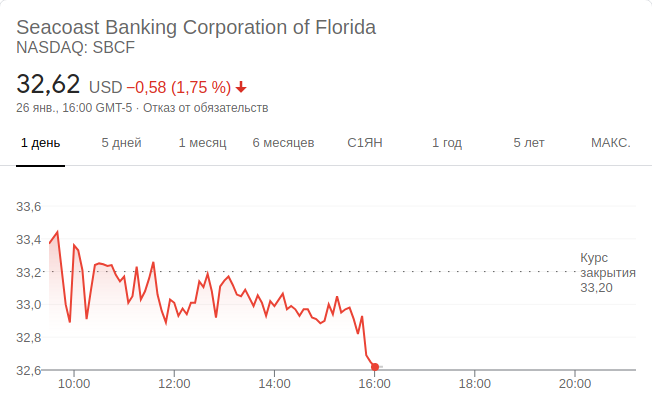 Seacoast Banking Corporation of Florida
NASDAQ: SBCF
32,62 USD −0,58 (1,75 %)
26 янв., 16:00 GMT-5 · Отказ от обязательств
1 день 5 дней 1 месяц 6 месяцев С1ЯН 1 год 5 лет МАКС.
33,6
33,4
33,2
33,0
32,8
32,6
Курс
закрытия
33,20
10:00 12:00 14:00 16:00 18:00 20:00